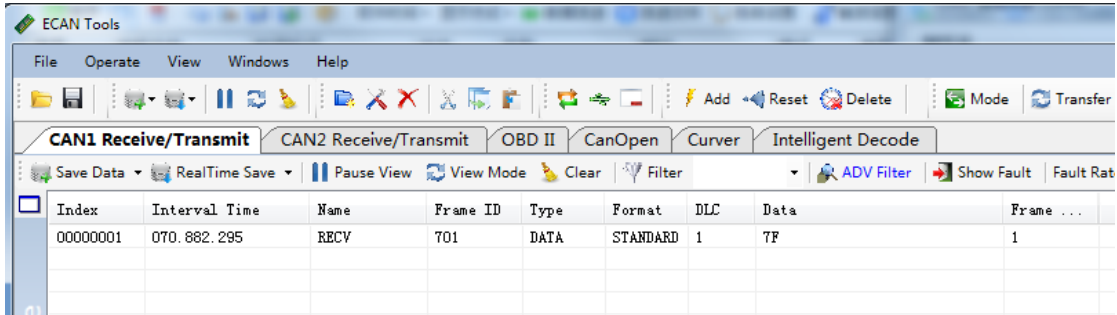 ECAN Tools
File Operate View Windows Help
Add Reset Delete Mode Transfer
CAN1 Receive/Transmit CAN2 Receive/Transmit OBD II CanOpen Curver Intelligent Decode
Save Data RealTime Save Pause View View Mode Clear Filter ADV Filter Show Fault Fault Rat
Index Interval Time Name Frame ID Type Format DLC Data Frame ...
00000001 070.882.295 RECV 701 DATA STANDARD 1 7F 1